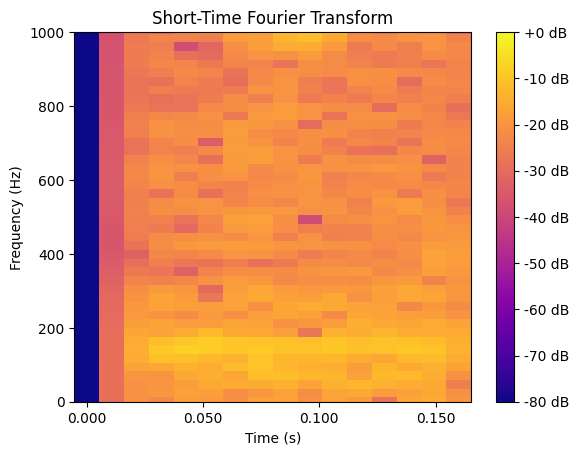 Short-Time Fourier Transform
1000
800
600
400
200
0
Frequency (Hz)
0.000
0.050
0.100
0.150
Time (s)
+0 dB
-10 dB
-20 dB
-30 dB
-40 dB
-50 dB
-60 dB
-70 dB
-80 dB